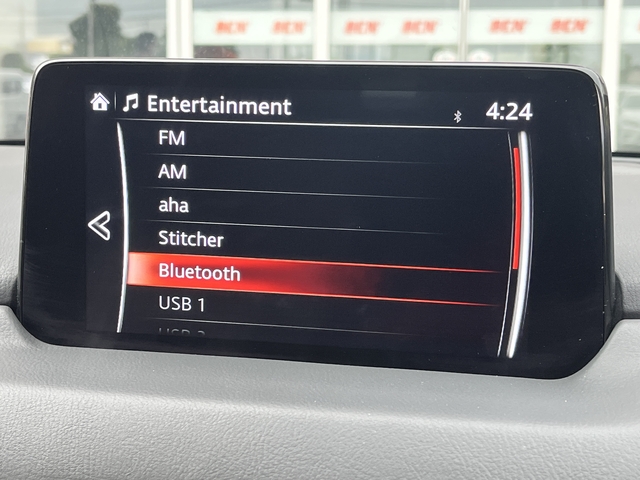 Entertainment
4:24
FM
AM
aha
Stitcher
Bluetooth
USB 1